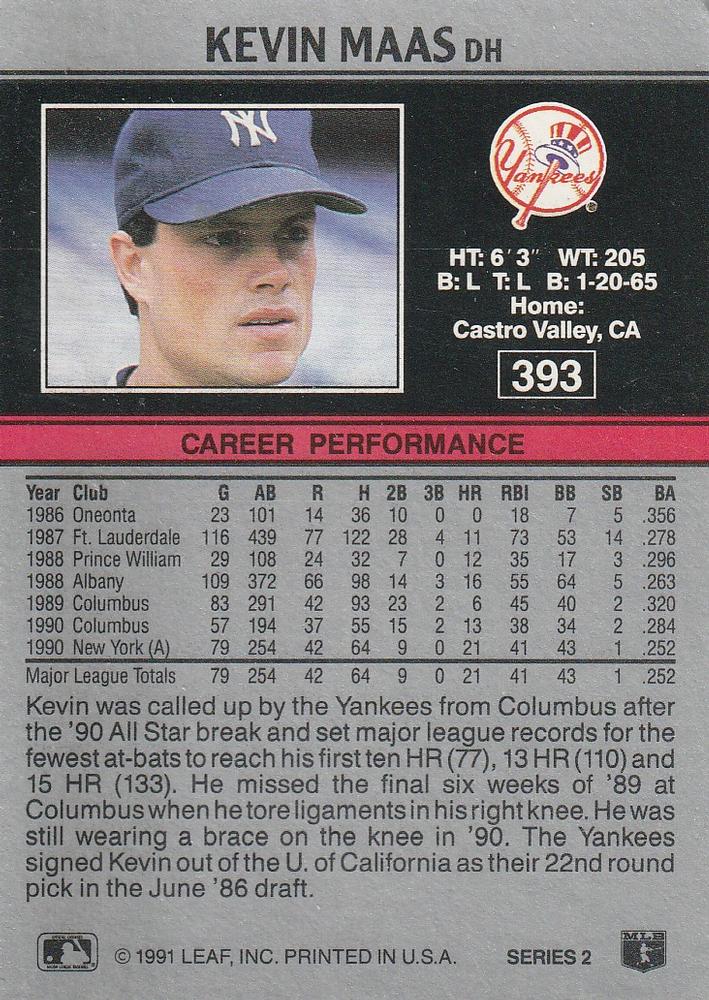 KEVIN MAAS DH
NY
Yankees
HT: 6'3" WT: 205
B: L T: L B: 1-20-65
Home:
Castro Valley, CA
393
CAREER PERFORMANCE
Year Club G AB R H 2B 3B HR RBI BB SB BA
1986 Oneonta 23 101 14 36 10 0 0 18 7 5 .356
1987 Ft. Lauderdale 116 439 77 122 28 4 11 73 53 14 .278
1988 Prince William 29 108 24 32 7 0 12 35 17 3 .296
1988 Albany 109 372 66 98 14 3 16 55 64 5 .263
1989 Columbus 83 291 42 93 23 2 6 45 40 2 .320
1990 Columbus 57 194 37 55 15 2 13 38 34 2 .284
1990 New York (A) 79 254 42 64 9 0 21 41 43 1 .252
Major League Totals 79 254 42 64 9 0 21 41 43 1 .252
Kevin was called up by the Yankees from Columbus after
the '90 All Star break and set major league records for the
fewest at-bats to reach his first ten HR (77), 13 HR (110) and
15 HR (133). He missed the final six weeks of '89 at
Columbus when he tore ligaments in his right knee. He was
still wearing a brace on the knee in '90. The Yankees
signed Kevin out of the U. of California as their 22nd round
pick in the June '86 draft.
© 1991 LEAF, INC. PRINTED IN U.S.A. SERIES 2
MLB